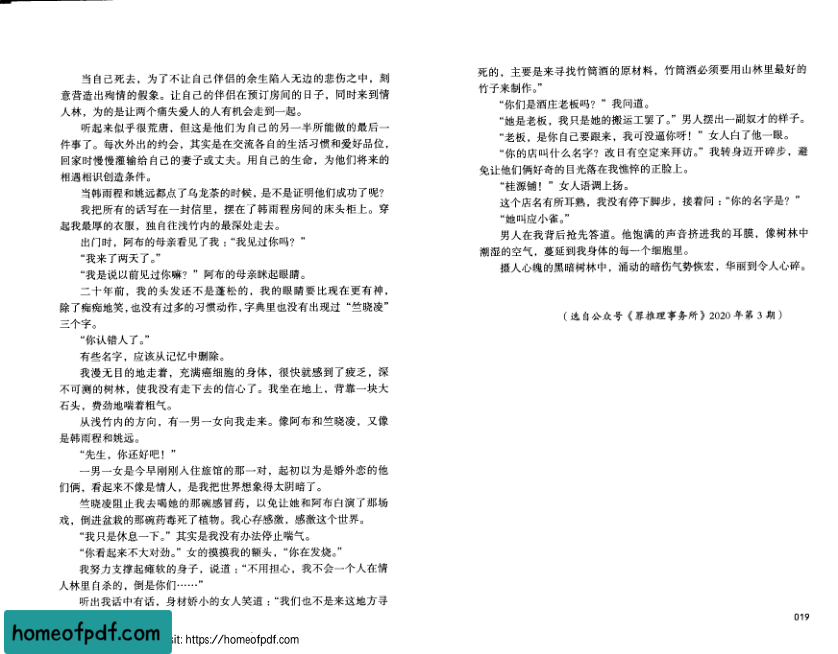 当自己死去，为了不让自己伴侣的余生陷入无边的悲伤之中，刻
意营造出殉情的假象。让自己的伴侣在预订房间的日子，同时来到情
人林，为的是让两个痛失爱人的人有机会走到一起。
听起来似乎很荒唐，但这是他们为自己的另一半所能做的最后一
件事了。每次外出的约会，其实是在交流各自的生活习惯和爱好品位，
回家时慢慢灌输给自己的妻子或丈夫。用自己的生命，为他们将来的
相遇相识创造条件。
当韩雨程和姚远都点了乌龙茶的时候，是不是证明他们成功了呢？
我把所有的话写在一封信里，摆在了韩雨程房间的床头柜上。穿
起我最厚的衣服，独自往浅竹内的最深处走去。
出门时，阿布的母亲看见了我：“我见过你吗？”
“我来了两天了。”
“我是说以前见过你嘛？”阿布的母亲眯起眼睛。
二十年前，我的头发还不是蓬松的，我的眼睛要比现在更有神，
除了痴痴地笑，也没有过多的习惯动作，字典里也没有出现过“竺晓凌”
三个字。
“你认错人了。”
有些名字，应该从记忆中删除。
我漫无目的地走着，充满癌细胞的身体，很快就感到了疲乏，深
不可测的树林，使我没有走下去的信心了。我坐在地上，背靠一块大
石头，费劲地喘着粗气。
从浅竹内的方向，有一男一女向我走来。像阿布和竺晓凌，又像
是韩雨程和姚远。
“先生，你还好吧！”
一男一女是今早刚刚入住旅馆的那一对，起初以为是婚外恋的他
们俩，看起来不像是情人，是我把世界想象得太阴暗了。
竺晓凌阻止我去喝她的那碗感冒药，以免让她和阿布白演了那场
戏，倒进盆栽的那碗药毒死了植物。我心存感激，感激这个世界。
“我只是休息一下。”其实是我没有办法停止喘气。
“你看起来不大对劲。”女的摸摸我的额头，“你在发烧。”
我努力支撑起瘫软的身子，说道：“不用担心，我不会一个人在情
人林里自杀的，倒是你们……”
听出我话中有话，身材娇小的女人笑道：“我们也不是来这地方寻
死的，主要是来寻找竹筒酒的原材料，竹筒酒必须要用山林里最好的
竹子来制作。”
“你们是酒庄老板吗？”我问道。
“她是老板，我只是她的搬运工罢了。”男人摆出一副奴才的样子。
“老板，是你自己要跟来，我可没逼你呀！”女人白了他一眼。
“你的店叫什么名字？改日有空定来拜访。”我转身迈开碎步，避
免让他们俩好奇的目光落在我憔悴的正脸上。
“桂源铺！”女人语调上扬。
这个店名有所耳熟，我没有停下脚步，接着问：“你的名字是？”
“她叫应小雀。”
男人在我背后抢先答道。他饱满的声音挤进我的耳膜，像树林中
潮湿的空气，蔓延到我身体的每一个细胞里。
摄人心魄的黑暗树林中，涌动的暗伤气势恢宏，华丽到令人心碎。
（选自公众号《罪推理事务所》2020 年第 3 期）
019
homeofpdf.com
sit: https://homeofpdf.com